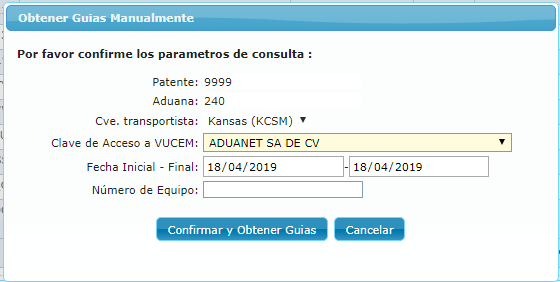 Obtener Guias Manualmente
Por favor confirme los parametros de consulta :
Patente: 9999
Aduana: 240
Cve. transportista: Kansas (KCSM)
Clave de Acceso a VUCEM: ADUANET SA DE CV
Fecha Inicial - Final: 18/04/2019 - 18/04/2019
Número de Equipo:
Confirmar y Obtener Guias Cancelar